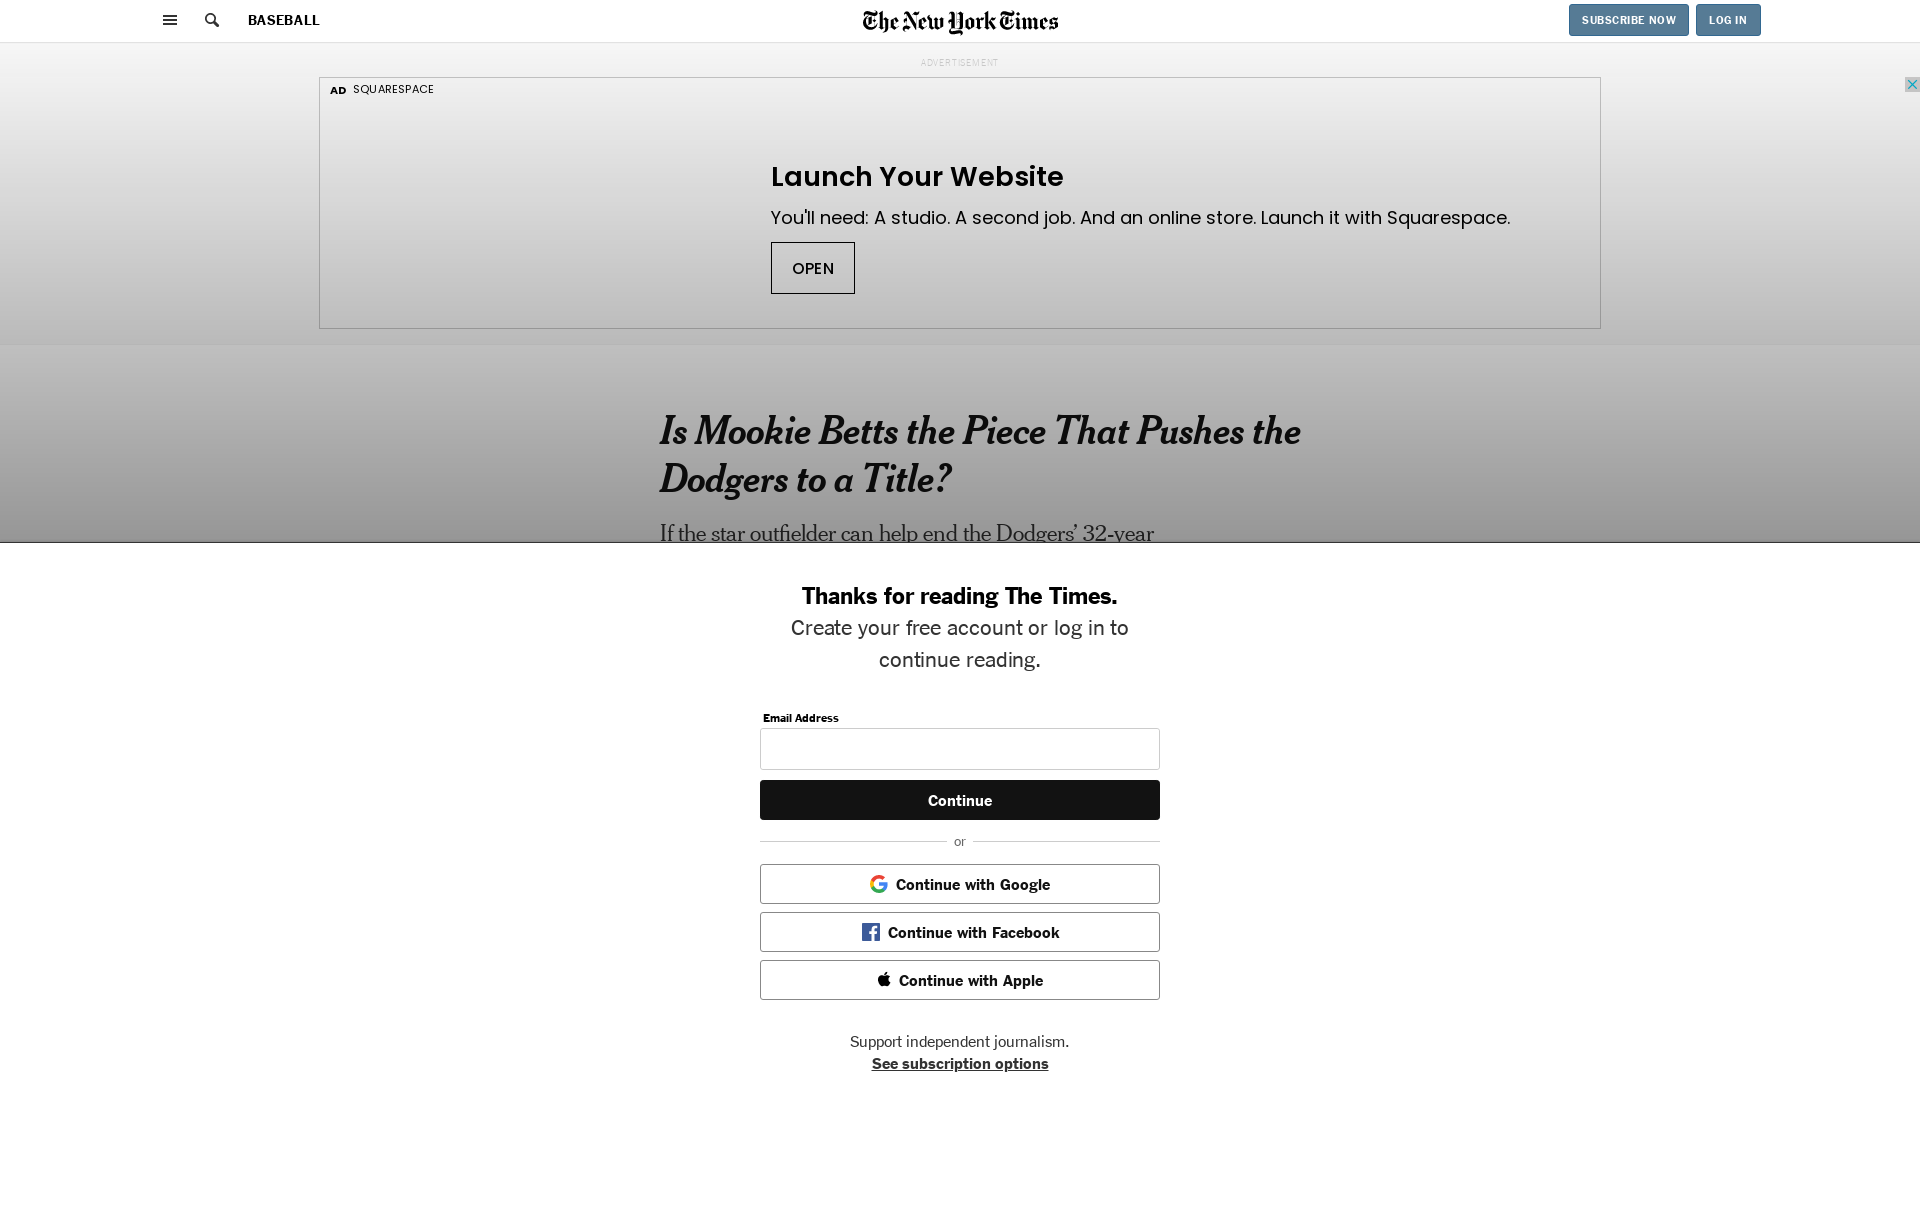 BASEBALL
The New York Times
SUBSCRIBE NOW
LOG IN
ADVERTISEMENT
AD SQUARESPACE
Launch Your Website
You'll need: A studio. A second job. And an online store. Launch it with Squarespace.
OPEN
Is Mookie Betts the Piece That Pushes the
Dodgers to a Title?
If the star outfielder can help end the Dodgers’ 32-year
Thanks for reading The Times.
Create your free account or log in to
continue reading.
Email Address
Continue
or
Continue with Google
Continue with Facebook
Continue with Apple
Support independent journalism.
See subscription options